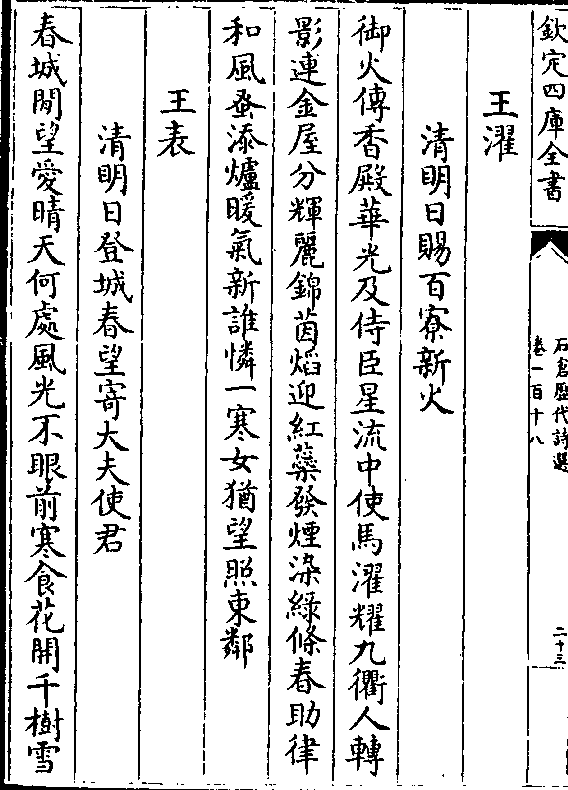 欽定四庫全書
石倉歷代詩選
卷一百十八
二十三
王濯
清明日賜百寮新火
御火傳香殿華光及侍臣星流中使馬濯耀九衢人轉
影連金屋分輝麗錦茵焰迎紅蘂發煙染綠條春助律
和風蚤添爐暖氣新誰憐一寒女猶望照東鄰
王表
清明日登城春望寄大夫使君
春城閒望愛晴天何處風光不眼前寒食花開千樹雪